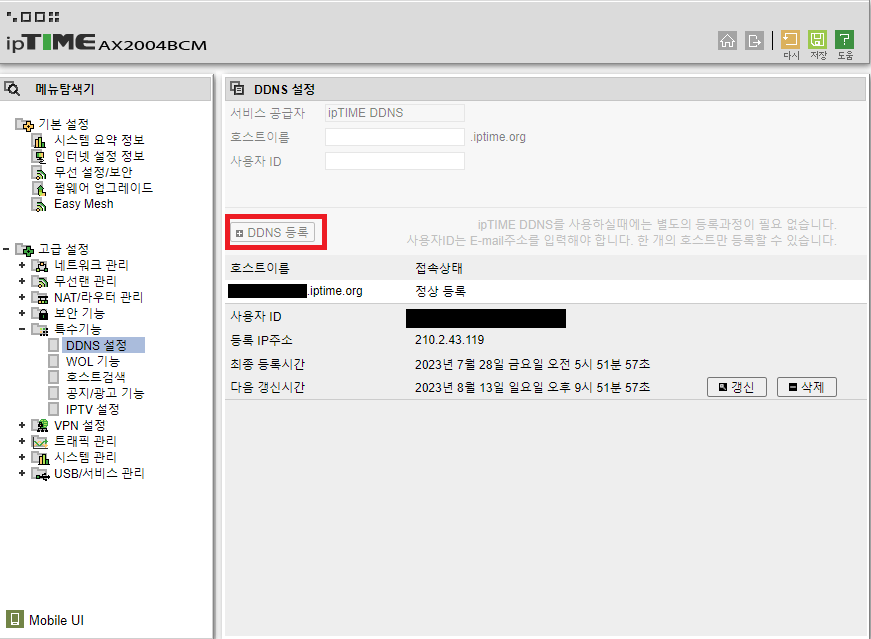 ipTIME AX2004BCM
다시 저장 도움
메뉴탐색기
기본 설정
시스템 요약 정보
인터넷 설정 정보
무선 설정/보안
펌웨어 업그레이드
Easy Mesh
고급 설정
네트워크 관리
무선랜 관리
NAT/라우터 관리
보안 기능
특수기능
DDNS 설정
WOL 기능
호스트검색
공지/광고 기능
IPTV 설정
VPN 설정
트래픽 관리
시스템 관리
USB/서비스 관리
Mobile UI
DDNS 설정
서비스 공급자 ipTIME DDNS
호스트이름 .iptime.org
사용자 ID
DDNS 등록
ipTIME DDNS를 사용하실때에는 별도의 등록과정이 필요 없습니다.
사용자ID는 E-mail주소를 입력해야 합니다. 한 개의 호스트만 등록할 수 있습니다.
호스트이름 접속상태
.iptime.org 정상 등록
사용자 ID
등록 IP주소 210.2.43.119
최종 등록시간 2023년 7월 28일 금요일 오전 5시 51분 57초
다음 갱신시간 2023년 8월 13일 일요일 오후 9시 51분 57초 갱신 삭제